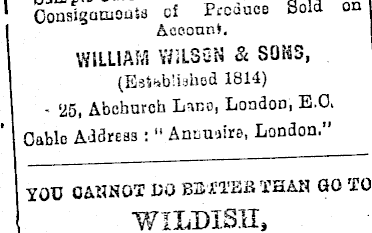 Consignments of Produce Sold on
Account.
WILLIAM WILSON & SONS,
(Established 1814)
25, Abchurch Lane, London, E.C.
Cable Address: "Annuaire, London."
YOU CANNOT DO BETTER THAN GO TO
WILDISH,